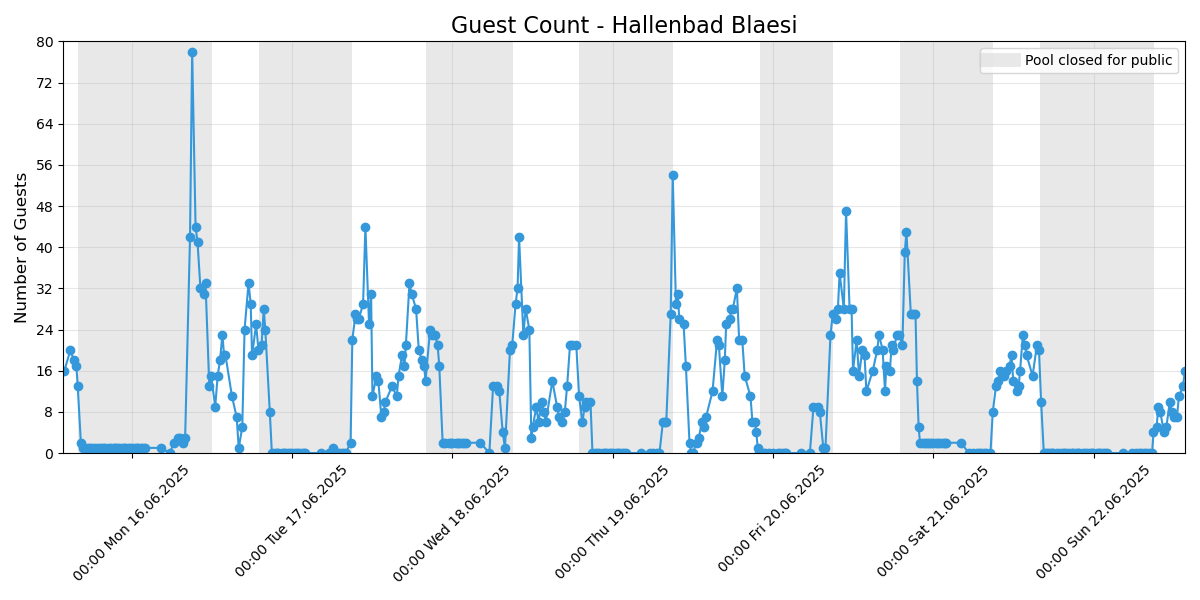 Guest Count - Hallenbad Blaesi
Pool closed for public
Number of Guests
80
72
64
56
48
40
32
24
16
8
0
00:00 Mon 16.06.2025
00:00 Tue 17.06.2025
00:00 Wed 18.06.2025
00:00 Thu 19.06.2025
00:00 Fri 20.06.2025
00:00 Sat 21.06.2025
00:00 Sun 22.06.2025